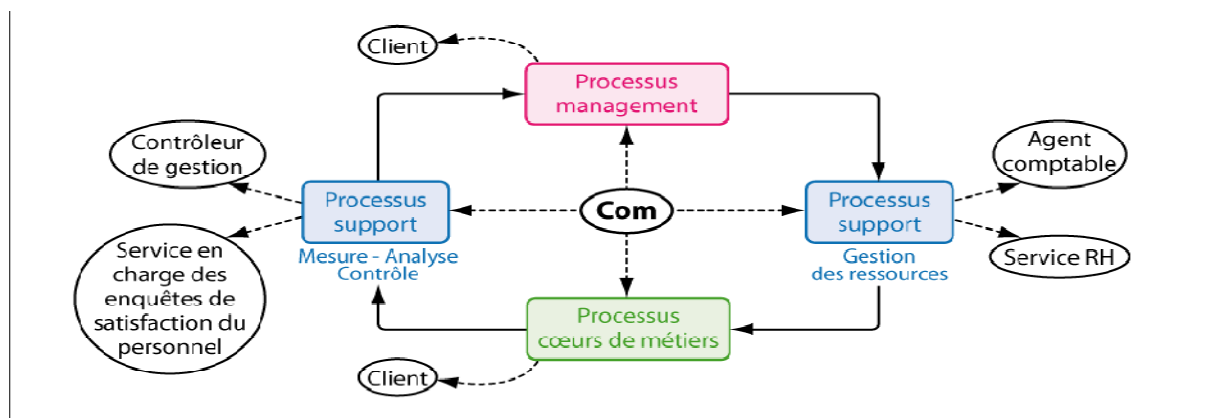 Client
Processus
management
Contrôleur
de gestion
Agent
comptable
Processus
support
Com
Processus
support
Mesure - Analyse
Contrôle
Gestion
des ressources
Service RH
Service en
charge des
enquêtes de
satisfaction du
personnel
Processus
cœurs de métiers
Client